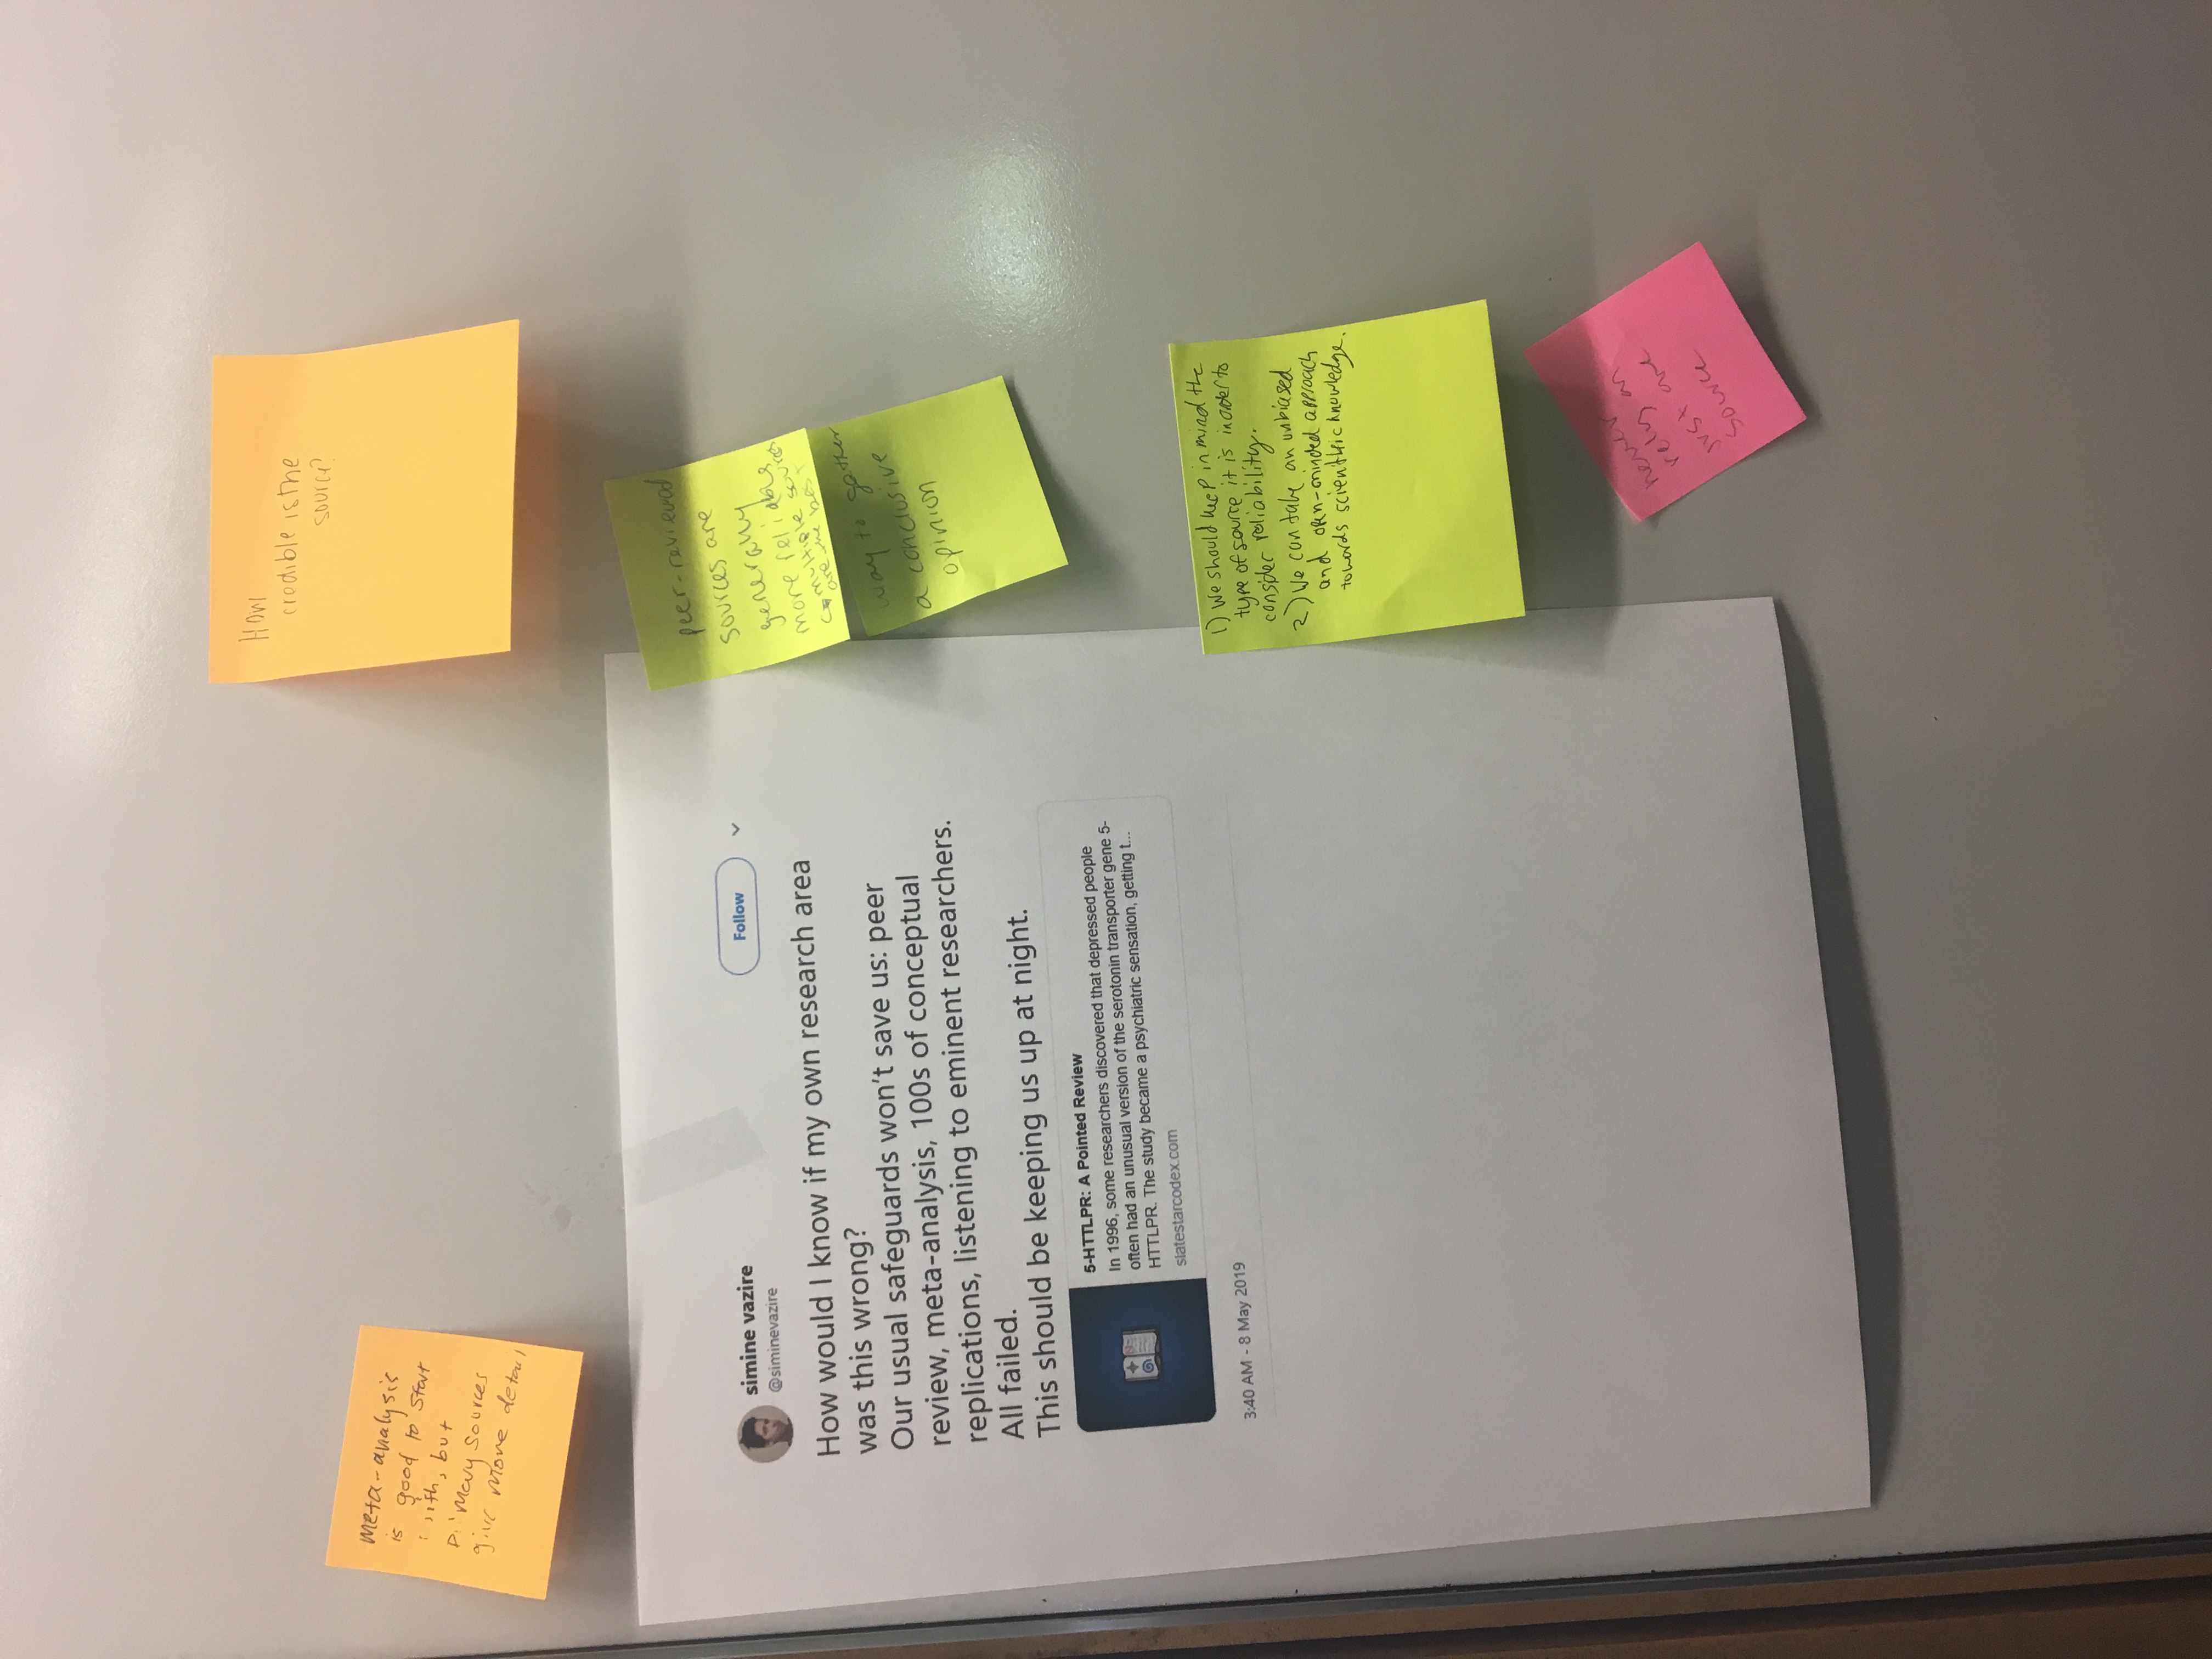 How
credible is the
source?
meta-analysis
is good to start
with, but
primary sources
give more detail
simine vazire
@siminevazire
Follow
How would I know if my own research area
was this wrong?
Our usual safeguards won't save us: peer
review, meta-analysis, 100s of conceptual
replications, listening to eminent researchers.
All failed.
This should be keeping us up at night.
5-HTTLPR: A Pointed Review
In 1996, some researchers discovered that depressed people
often had an unusual version of the serotonin transporter gene 5-
HTTLPR. The study became a psychiatric sensation, getting t...
slatestarcodex.com
3:40 AM - 8 May 2019
peer-reviewed
sources are
generally
more reliable
multiple sources
are the best
way to gather
a conclusive
opinion
1) We should keep in mind the
type of source it is in order to
consider reliability.
2) We can take an unbiased
and open-minded approach
towards scientific knowledge.
never
rely on
just one
source